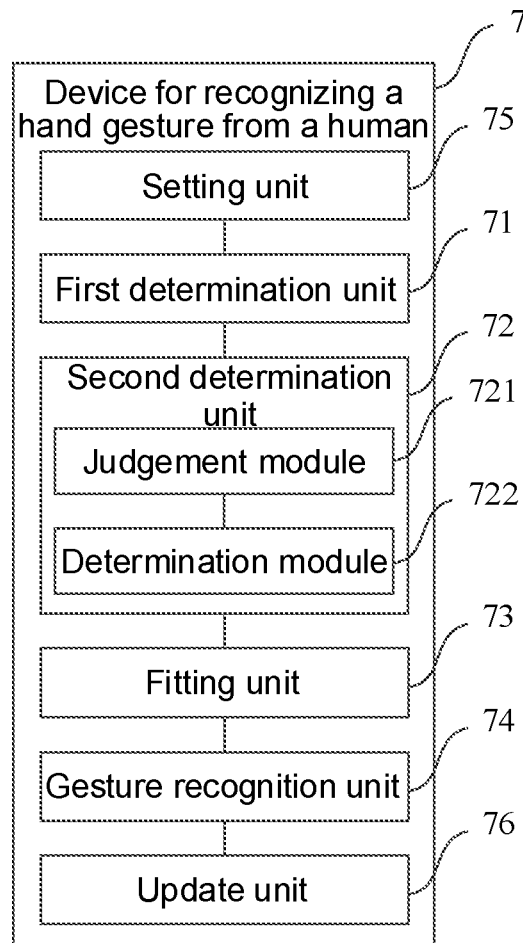 7
Device for recognizing a
hand gesture from a human
75
Setting unit
71
First determination unit
72
Second determination
unit
721
Judgement module
722
Determination module
73
Fitting unit
74
Gesture recognition unit
76
Update unit